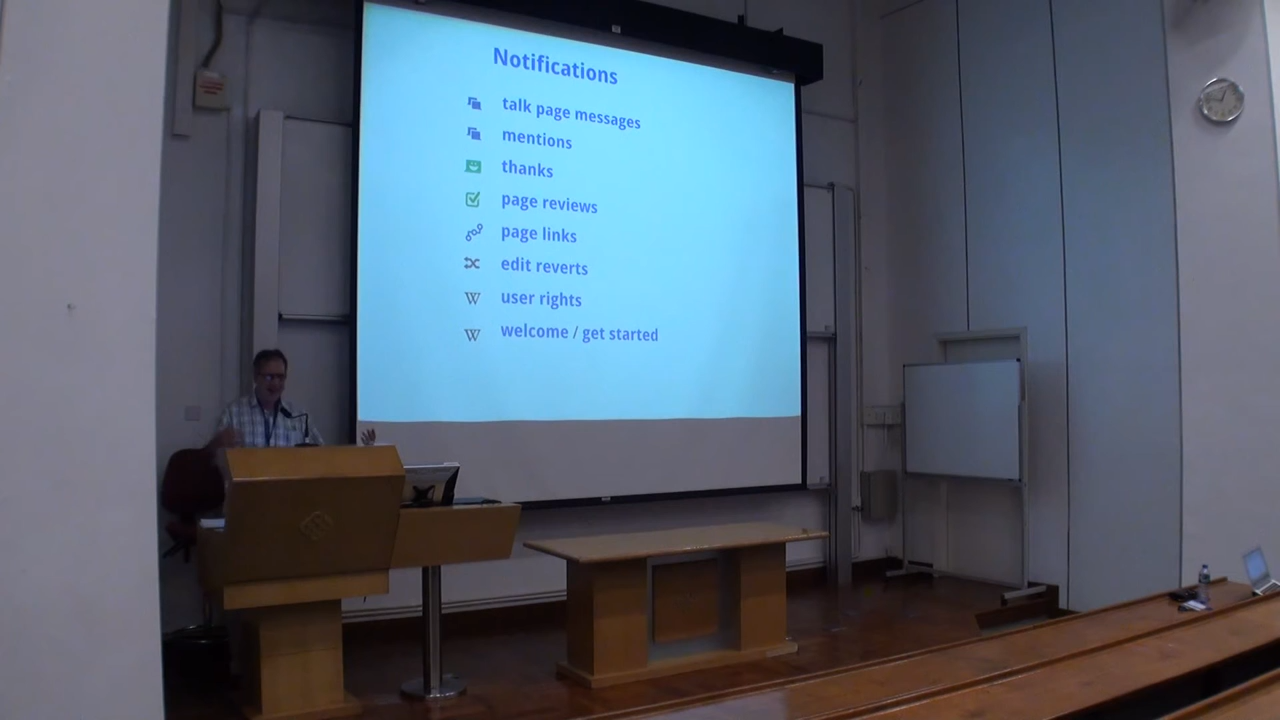 Notifications
talk page messages
mentions
thanks
page reviews
page links
edit reverts
user rights
welcome / get started